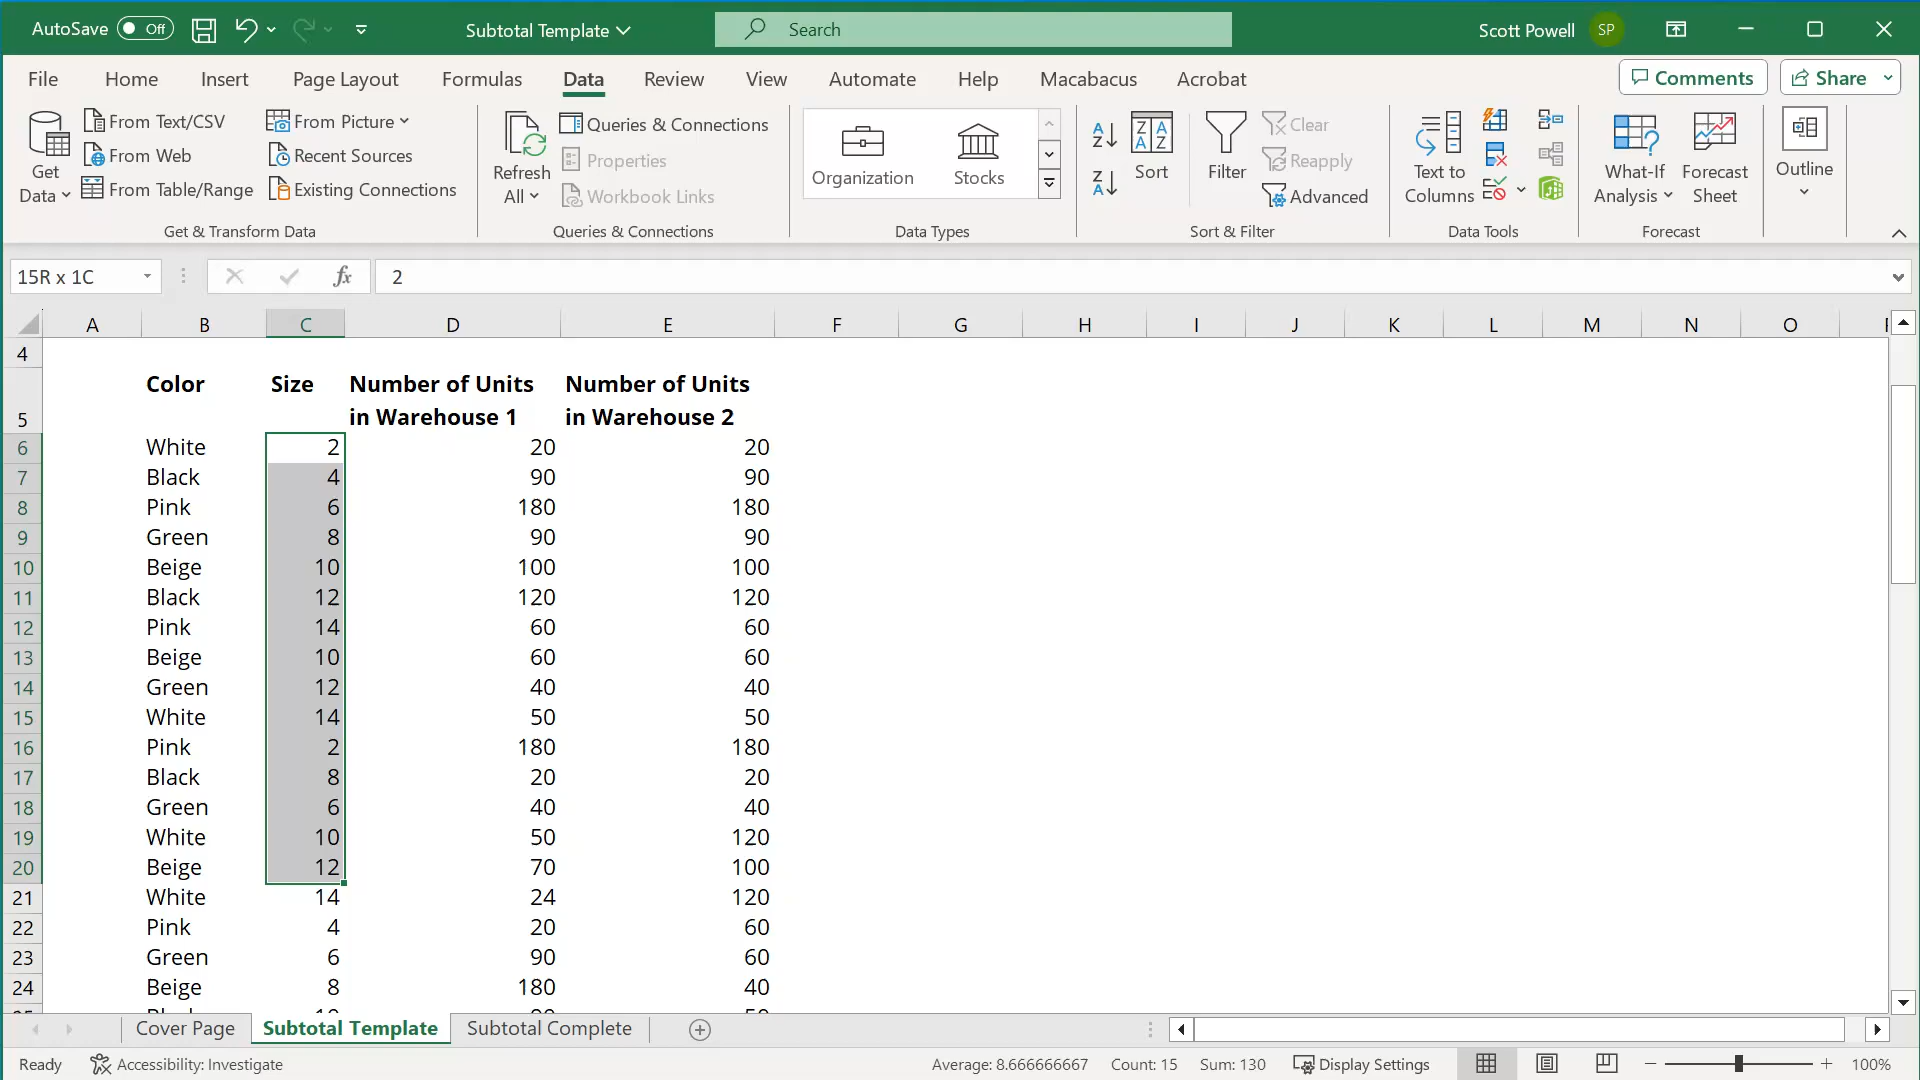 AutoSave Off Subtotal Template Search Scott Powell SP
File Home Insert Page Layout Formulas Data Review View Automate Help Macabacus Acrobat Comments Share
Get Data
From Text/CSV
From Web
From Table/Range
From Picture
Recent Sources
Existing Connections
Get & Transform Data
Refresh All
Queries & Connections
Properties
Workbook Links
Queries & Connections
Organization Stocks
Data Types
Sort
Filter
Clear
Reapply
Advanced
Sort & Filter
Text to Columns
Data Tools
What-If Analysis
Forecast Sheet
Forecast
Outline
15R x 1C fx 2
A B C D E F G H I J K L M N O
4
5 Color Size Number of Units in Warehouse 1 Number of Units in Warehouse 2
6 White 2 20 20
7 Black 4 90 90
8 Pink 6 180 180
9 Green 8 90 90
10 Beige 10 100 100
11 Black 12 120 120
12 Pink 14 60 60
13 Beige 10 60 60
14 Green 12 40 40
15 White 14 50 50
16 Pink 2 180 180
17 Black 8 20 20
18 Green 6 40 40
19 White 10 50 120
20 Beige 12 70 100
21 White 14 24 120
22 Pink 4 20 60
23 Green 6 90 60
24 Beige 8 180 40
Cover Page Subtotal Template Subtotal Complete
Ready Accessibility: Investigate Average: 8.666666667 Count: 15 Sum: 130 Display Settings 100%